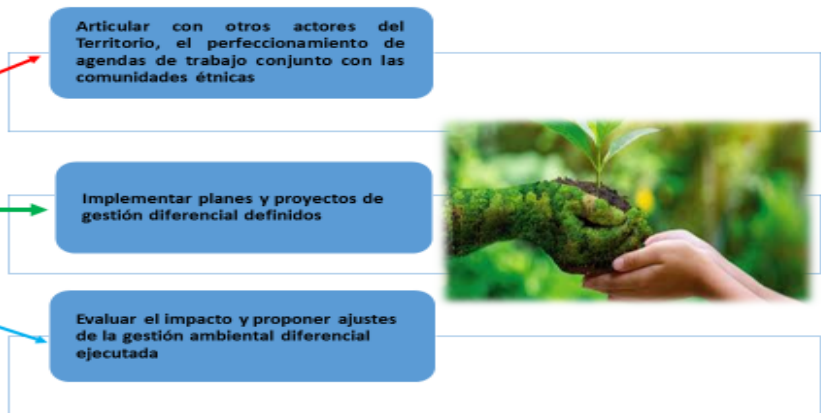 Articular con otros actores del
Territorio, el perfeccionamiento de
agendas de trabajo conjunto con las
comunidades étnicas
Implementar planes y proyectos de
gestión diferencial definidos
Evaluar el impacto y proponer ajustes
de la gestión ambiental diferencial
ejecutada